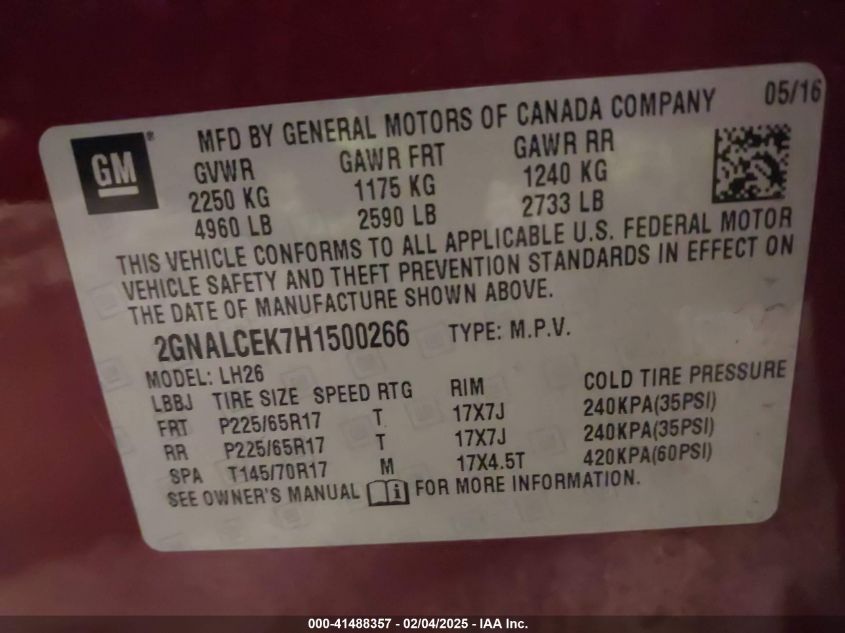 05/16
GM ® MFD BY GENERAL MOTORS OF CANADA COMPANY
GVWR GAWR FRT GAWR RR
2250 KG 1175 KG 1240 KG
4960 LB 2590 LB 2733 LB
THIS VEHICLE CONFORMS TO ALL APPLICABLE U.S. FEDERAL MOTOR
VEHICLE SAFETY AND THEFT PREVENTION STANDARDS IN EFFECT ON
THE DATE OF MANUFACTURE SHOWN ABOVE.
2GNALCEK7H1500266 TYPE: M.P.V.
MODEL: LH26
LBBJ TIRE SIZE SPEED RTG RIM COLD TIRE PRESSURE
FRT P225/65R17 T 17X7J 240KPA(35PSI)
RR P225/65R17 T 17X7J 240KPA(35PSI)
SPA T145/70R17 M 17X4.5T 420KPA(60PSI)
SEE OWNER'S MANUAL i FOR MORE INFORMATION.
000-41488357 - 02/04/2025 - IAA Inc.